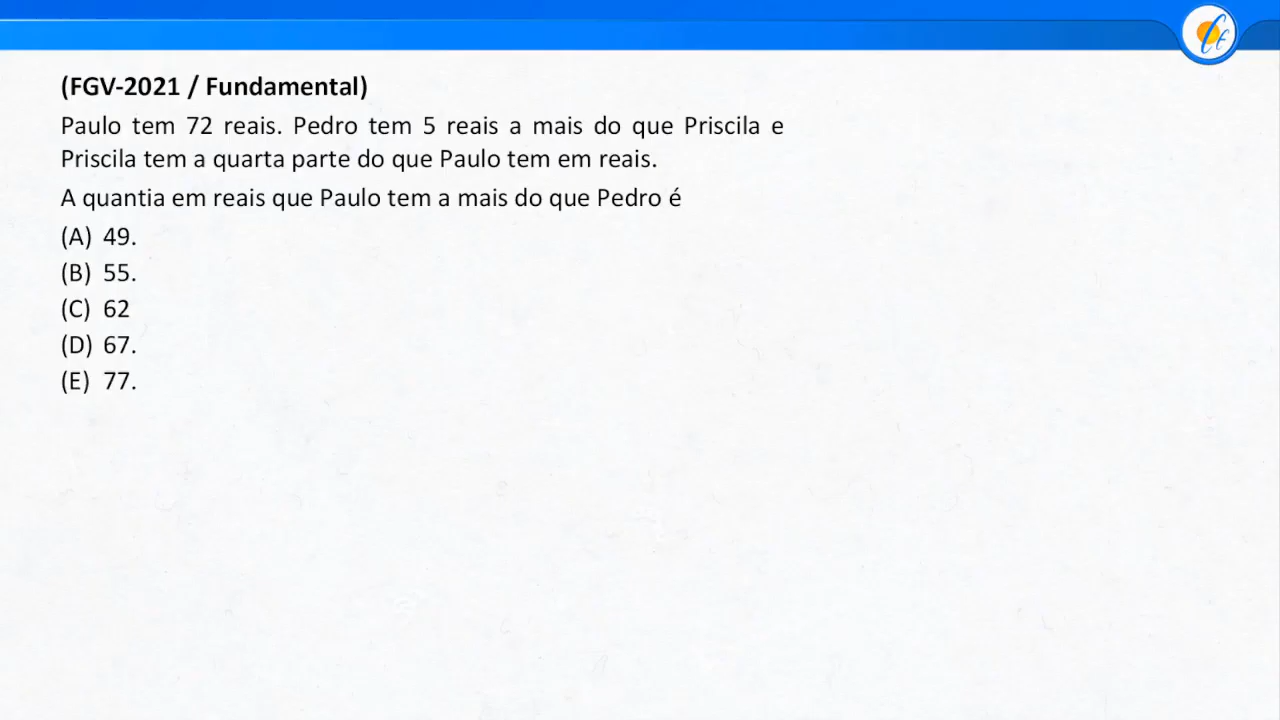 (FGV-2021 / Fundamental)
Paulo tem 72 reais. Pedro tem 5 reais a mais do que Priscila e
Priscila tem a quarta parte do que Paulo tem em reais.
A quantia em reais que Paulo tem a mais do que Pedro é
(A) 49.
(B) 55.
(C) 62
(D) 67.
(E) 77.